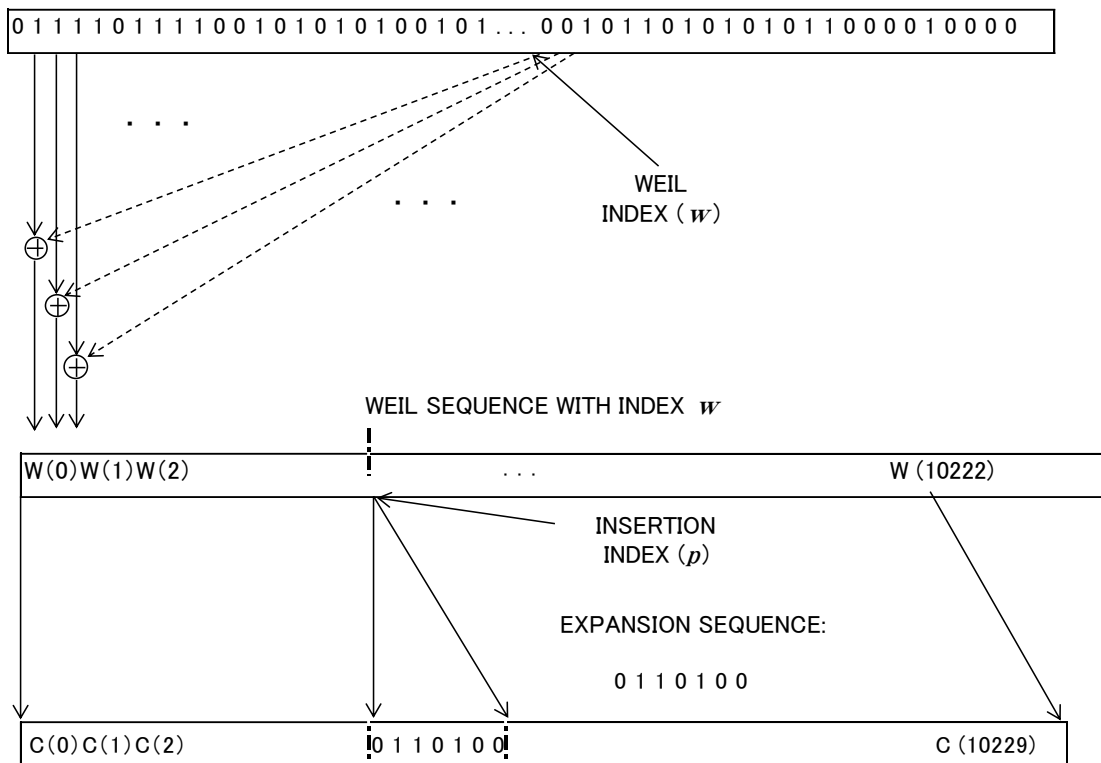 0 1 1 1 1 0 1 1 1 1 0 0 1 0 1 0 1 0 1 0 0 1 0 1 . . . 0 0 1 0 1 1 0 1 0 1 0 1 0 1 1 0 0 0 0 1 0 0 0 0
. . .
. . .
WEIL
INDEX ( w )
WEIL SEQUENCE WITH INDEX w
W(0)W(1)W(2) . . . W (10222)
INSERTION
INDEX (p)
EXPANSION SEQUENCE:
0 1 1 0 1 0 0
C(0)C(1)C(2) 0 1 1 0 1 0 0 C (10229)